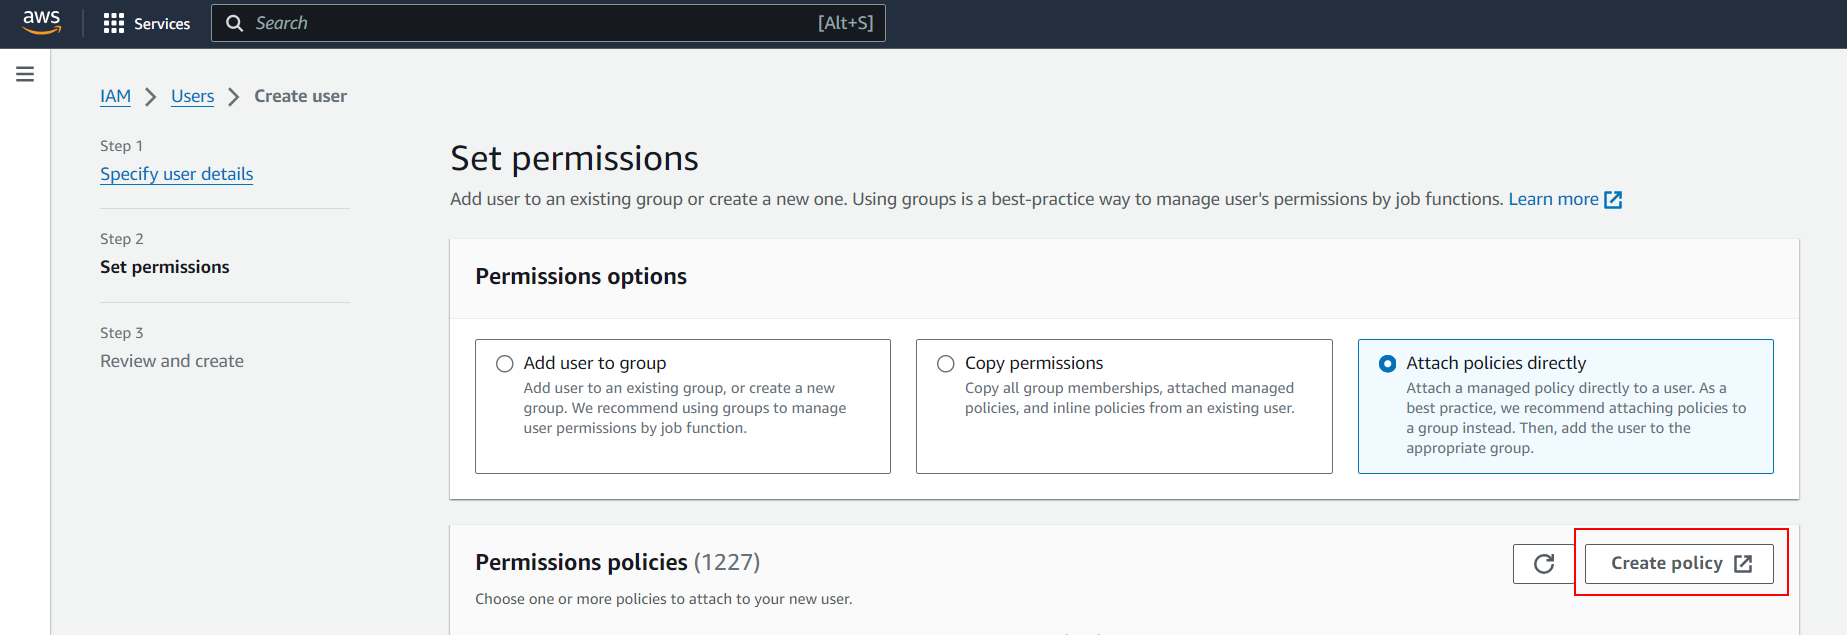 aws
Services
Search
[Alt+S]
IAM
Users
Create user
Step 1
Specify user details
Step 2
Set permissions
Step 3
Review and create
Set permissions
Add user to an existing group or create a new one. Using groups is a best-practice way to manage user's permissions by job functions. Learn more
Permissions options
Add user to group
Add user to an existing group, or create a new
group. We recommend using groups to manage
user permissions by job function.
Copy permissions
Copy all group memberships, attached managed
policies, and inline policies from an existing user.
Attach policies directly
Attach a managed policy directly to a user. As a
best practice, we recommend attaching policies to
a group instead. Then, add the user to the
appropriate group.
Permissions policies (1227)
Create policy
Choose one or more policies to attach to your new user.